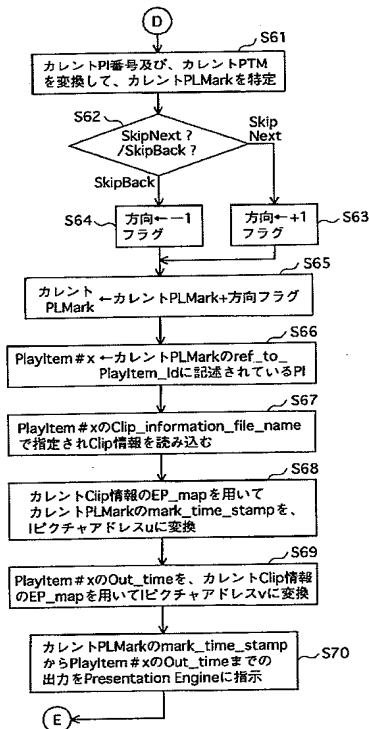 D
S61
カレントPI番号及び、カレントPTM
を変換して、カレントPLMarkを特定
S62
SkipNext ?
/SkipBack ?
Skip
Next
SkipBack
S64
方向←−1
フラグ
方向←+1
フラグ
S63
S65
カレント
PLMark ←カレントPLMark+方向フラグ
S66
PlayItem#x ←カレントPLMarkのref_to_
PlayItem_Idに記述されているPI
S67
PlayItem#xのClip_information_file_name
で指定されClip情報を読み込む
S68
カレントClip情報のEP_mapを用いて
カレントPLMarkのmark_time_stampを、
Iピクチャアドレスuに変換
S69
PlayItem#xのOut_timeを、カレントClip情報
のEP_mapを用いてIピクチャアドレスvに変換
S70
カレントPLMarkのmark_time_stamp
からPlayItem#xのOut_timeまでの
出力をPresentation Engineに指示
E